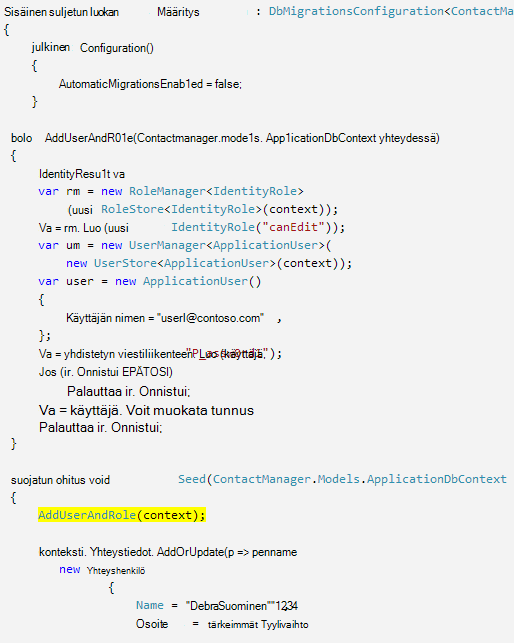 Sisäinen suljetun luokan Määritys : DbMigrationsConfiguration<ContactMa
{
julkinen Configuration()
{
AutomaticMigrationsEnab1ed = false;
}
bolo AddUserAndR01e(Contactmanager.mode1s. App1icationDbContext yhteydessä)
{
IdentityResu1t va
var rm = new RoleManager<IdentityRole>
(uusi RoleStore<IdentityRole>(context));
Va = rm. Luo (uusi IdentityRole("canEdit"));
var um = new UserManager<ApplicationUser>(
new UserStore<ApplicationUser>(context));
var user = new ApplicationUser()
{
Käyttäjän nimen = "userl@contoso.com" ,
};
Va = yhdistetyn viestiliikenteen. Luo (käyttäjä, );
Jos (ir. Onnistui EPÄTOSI)
Palauttaa ir. Onnistui;
Va = käyttäjä. Voit muokata tunnus
Palauttaa ir. Onnistui;
}
suojatun ohitus void Seed(ContactManager.Models.ApplicationDbContext
{
AddUserAndRole(context);
konteksti. Yhteystiedot. AddOrUpdate(p => penname
new Yhteyshenkilö
{
Name = "DebraSuominen""1234
Osoite = tärkeimmät Tyylivaihto